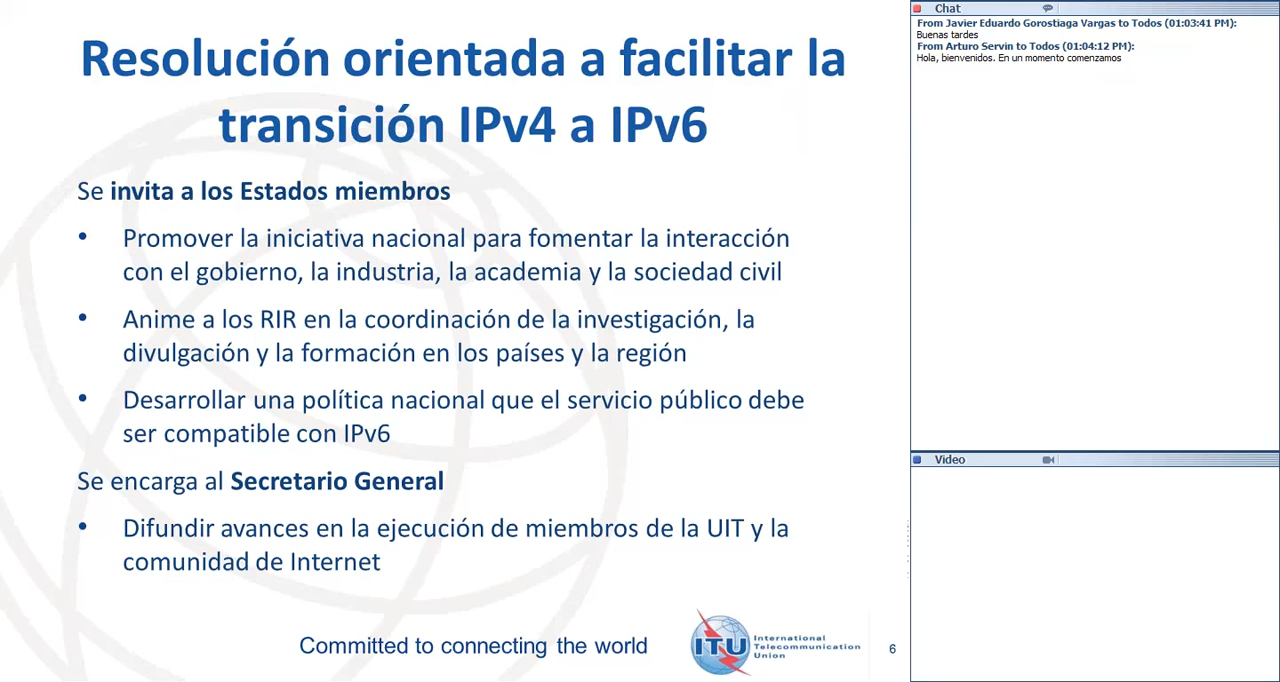 Resolución orientada a facilitar la
transición IPv4 a IPv6
Se invita a los Estados miembros
• Promover la iniciativa nacional para fomentar la interacción
con el gobierno, la industria, la academia y la sociedad civil
• Anime a los RIR en la coordinación de la investigación, la
divulgación y la formación en los países y la región
• Desarrollar una política nacional que el servicio público debe
ser compatible con IPv6
Se encarga al Secretario General
• Difundir avances en la ejecución de miembros de la UIT y la
comunidad de Internet
Committed to connecting the world
ITU
International
Telecommunication
Union
6
Chat
From Javier Eduardo Gorostiaga Vargas to Todos (01:03:41 PM):
Buenas tardes
From Arturo Servin to Todos (01:04:12 PM):
Hola, bienvenidos. En un momento comenzamos
Video